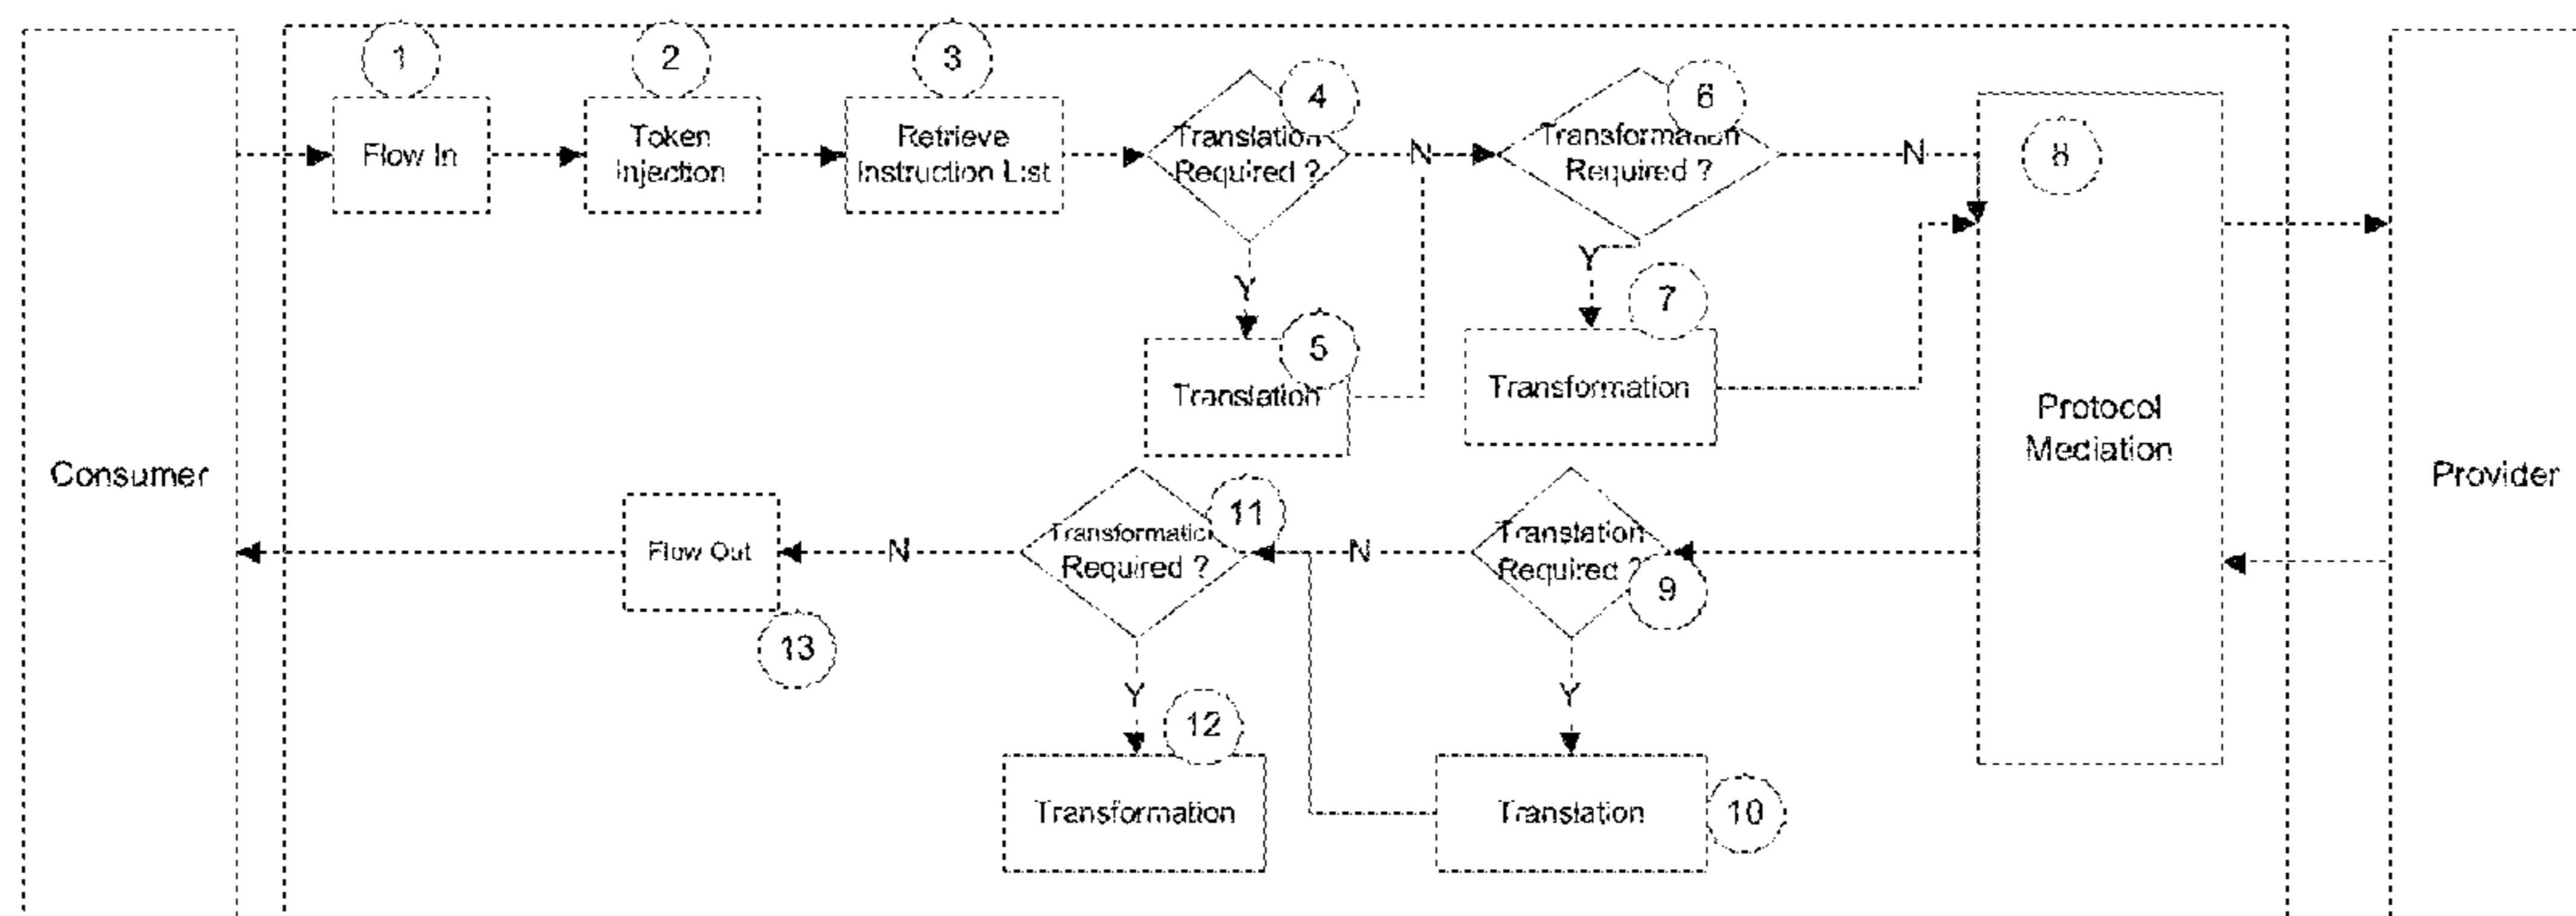 1
2
3
4
6
8
Flow In
Token
Injection
Retrieve
Instruction List
Translation
Required ?
N
Transformation
Required ?
N
Y
Y
5
7
Translation
Transformation
Protocol
Mediation
Consumer
Provider
Flow Out
13
N
Transformatic
Required ?
11
N
Translation
Required ?
9
Y
12
Y
Transformation
Translation
10